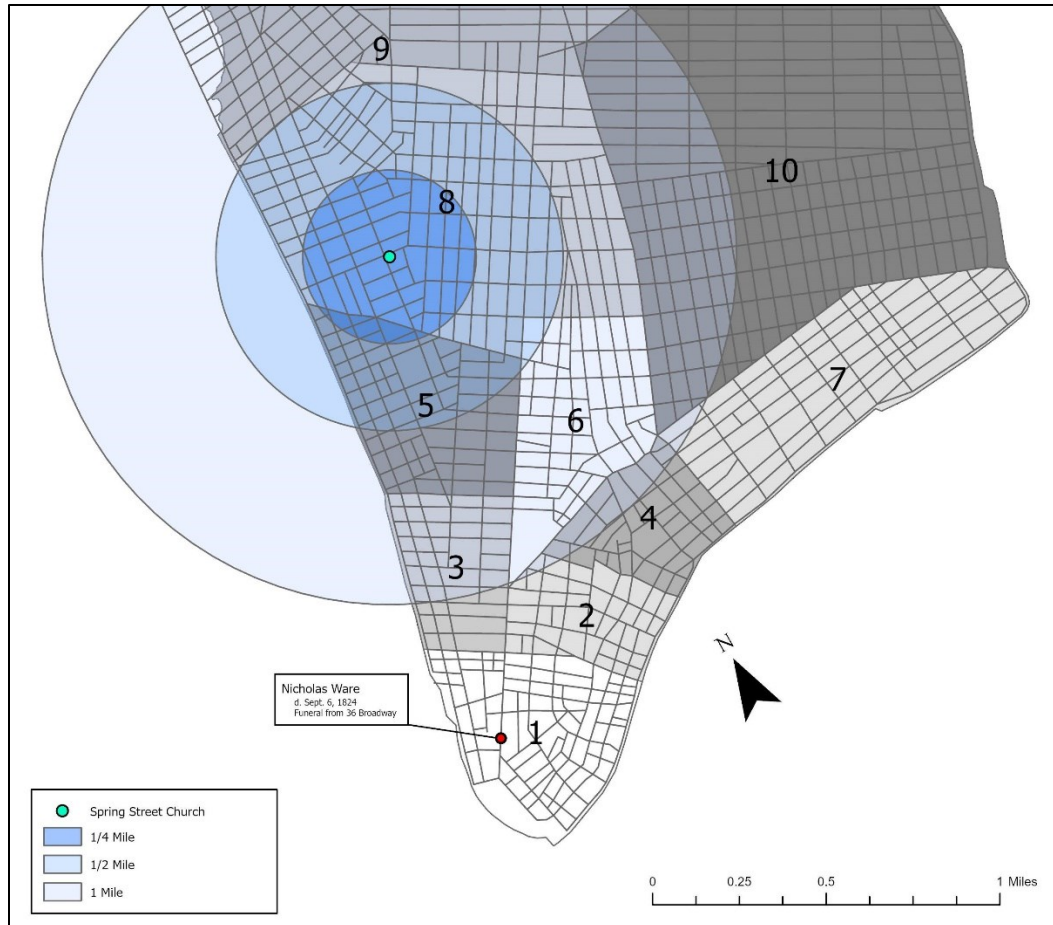 9
8
10
7
5
6
4
3
2
N
Nicholas Ware
d. Sept. 6, 1824
Funeral from 36 Broadway
1
Spring Street Church
1/4 Mile
1/2 Mile
1 Mile
0 0.25 0.5 1 Miles